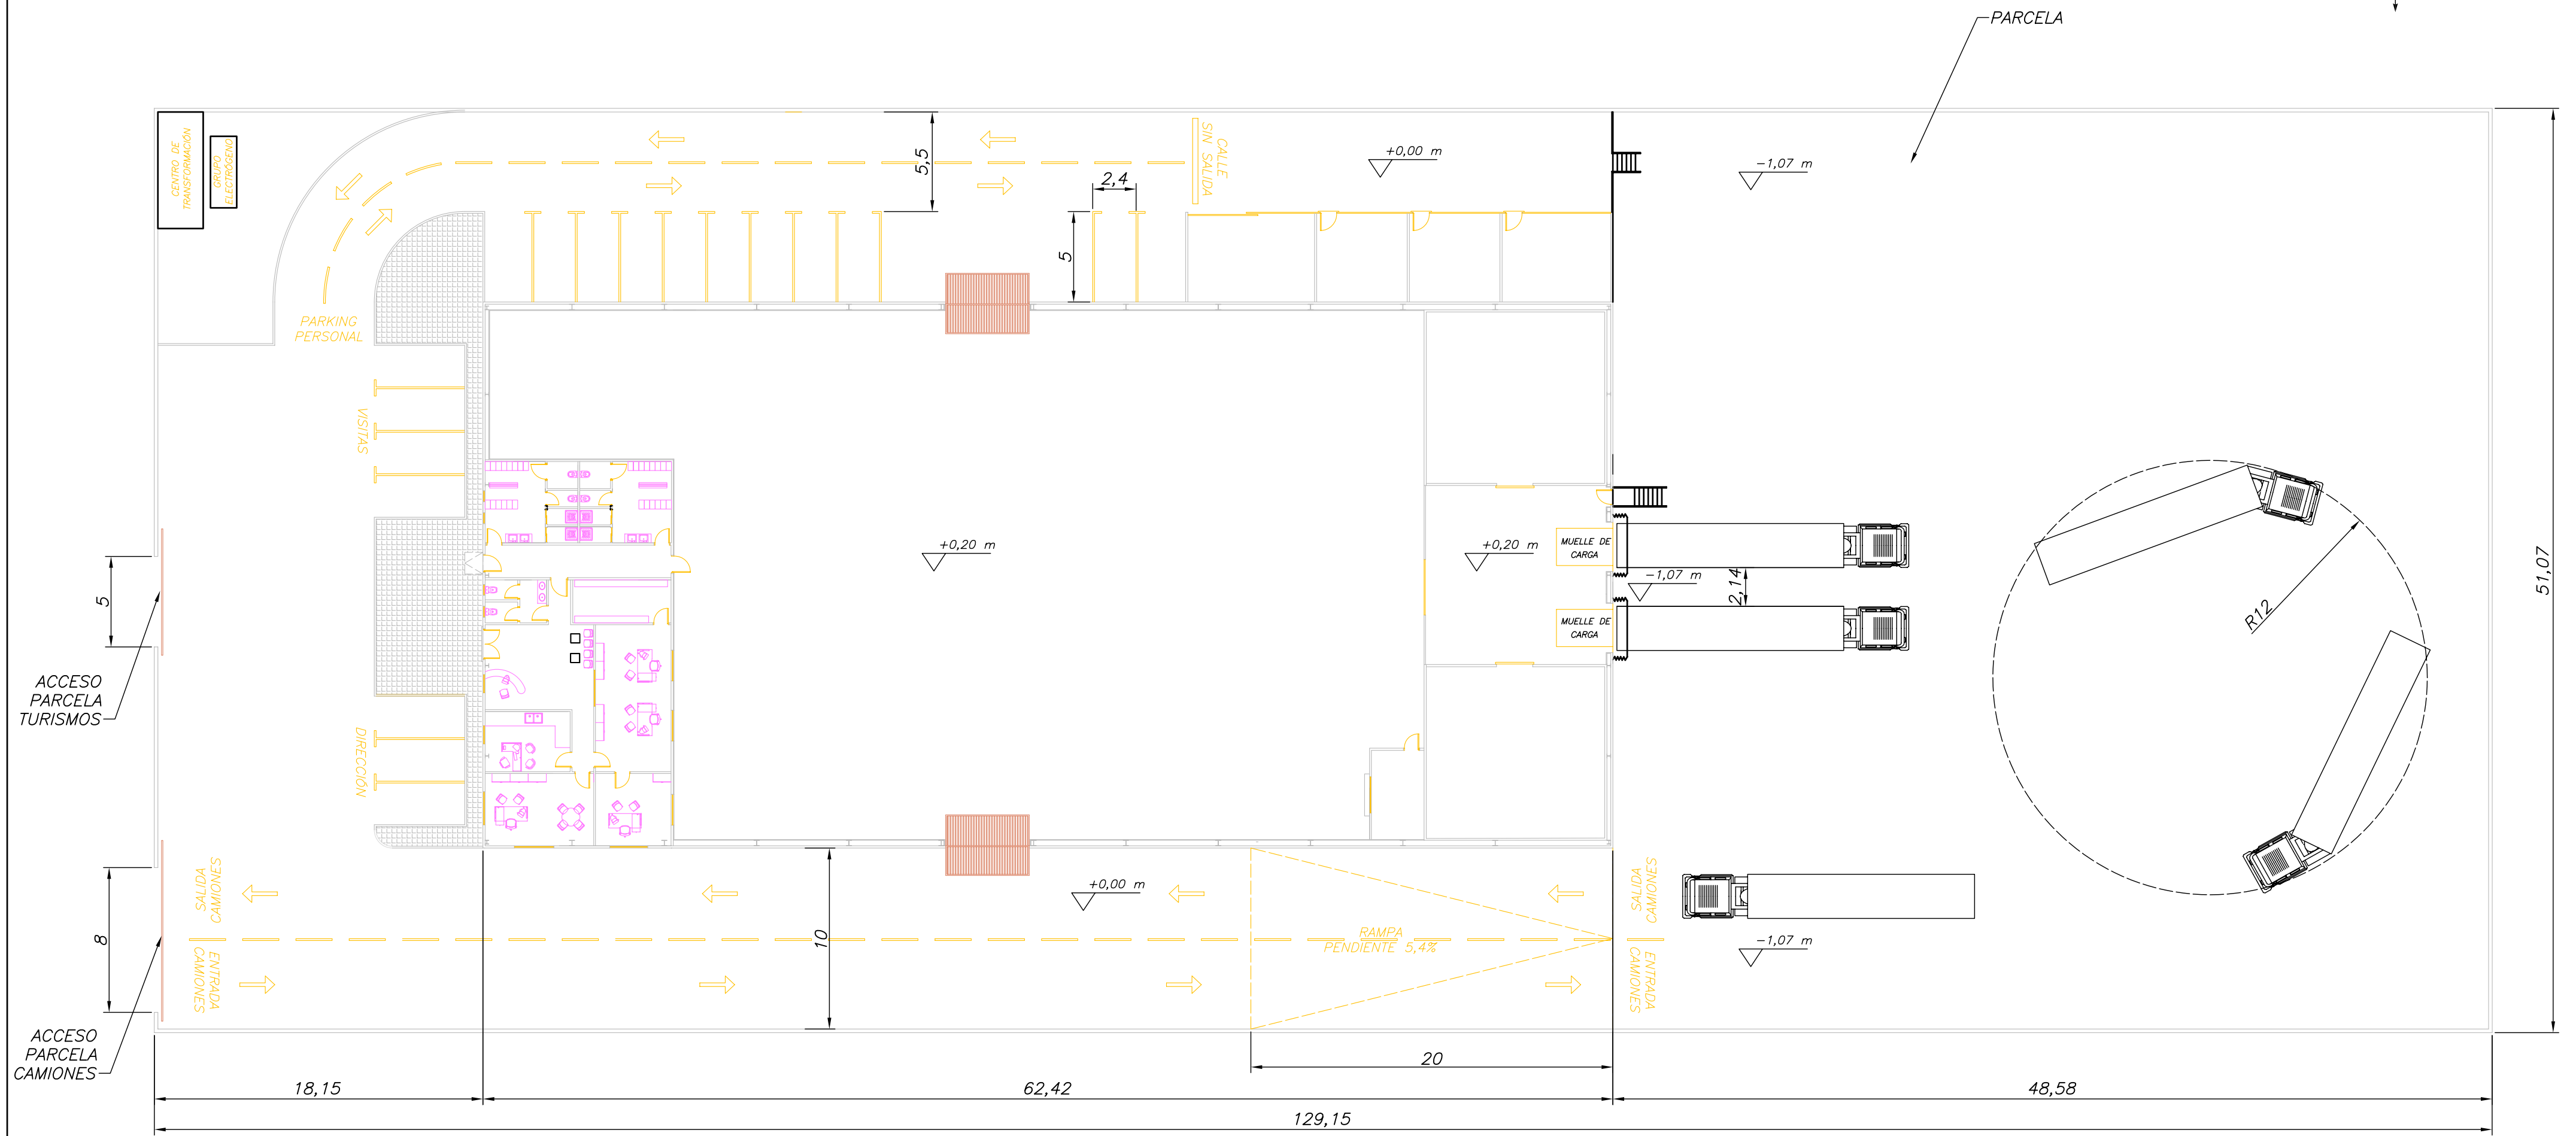 PARCELA
CENTRO DE
TRANSFORMACIÓN
GRUPO
ELECTRÓGENO
5,5
CALLE
SIN SALIDA
+0,00 m
-1,07 m
2,4
5
PARKING
PERSONAL
VISITAS
+0,20 m
+0,20 m
MUELLE DE
CARGA
-1,07 m
2,14
MUELLE DE
CARGA
R12
51,07
5
ACCESO
PARCELA
TURISMOS
DIRECCIÓN
SALIDA
CAMIONES
+0,00 m
SALIDA
CAMIONES
8
10
RAMPA
PENDIENTE 5,4%
-1,07 m
ENTRADA
CAMIONES
ENTRADA
CAMIONES
ACCESO
PARCELA
CAMIONES
20
18,15
62,42
48,58
129,15